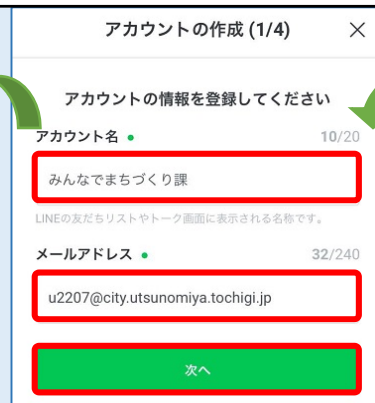 アカウントの作成 (1/4) ×
アカウントの情報を登録してください
アカウント名 10/20
みんなでまちづくり課
LINEの友だちリストやトーク画面に表示される名称です。
メールアドレス 32/240
u2207@city.utsunomiya.tochigi.jp
次へ